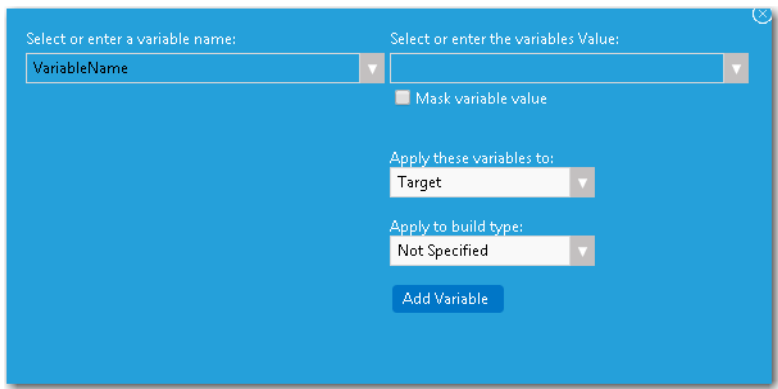 Select or enter a variable name:
Select or enter the variables Value:
VariableName
Mask variable value
Apply these variables to:
Target
Apply to build type:
Not Specified
Add Variable